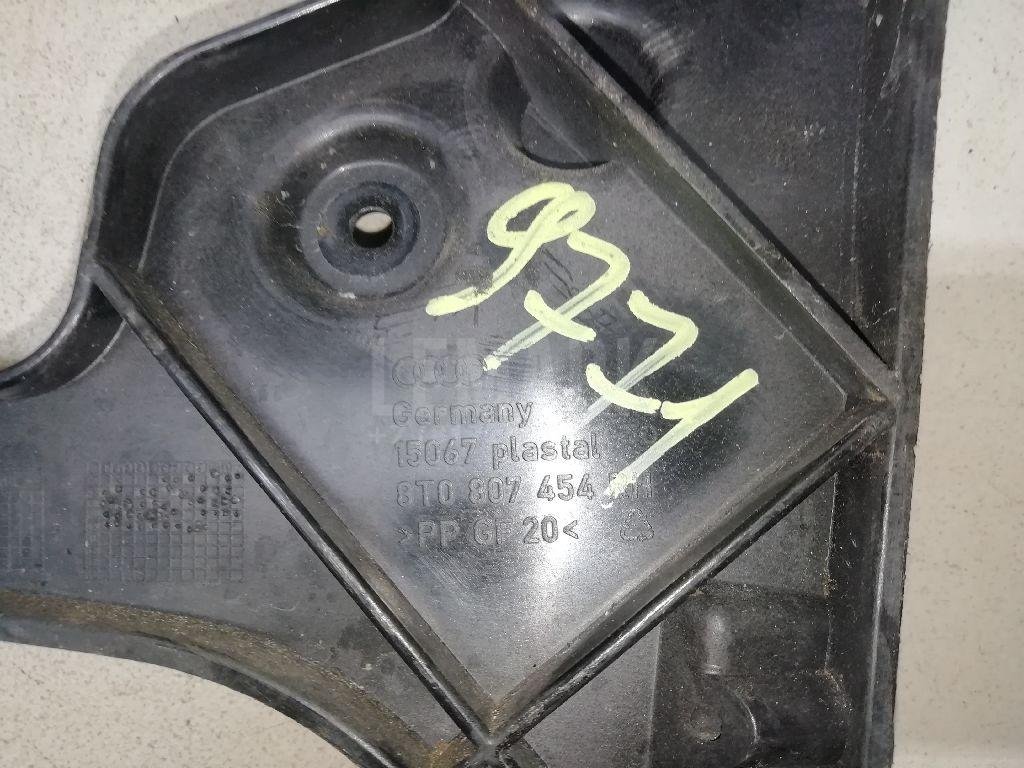 9771
Germany
15067 plastal
8T0 807 454
>PP GF 20<